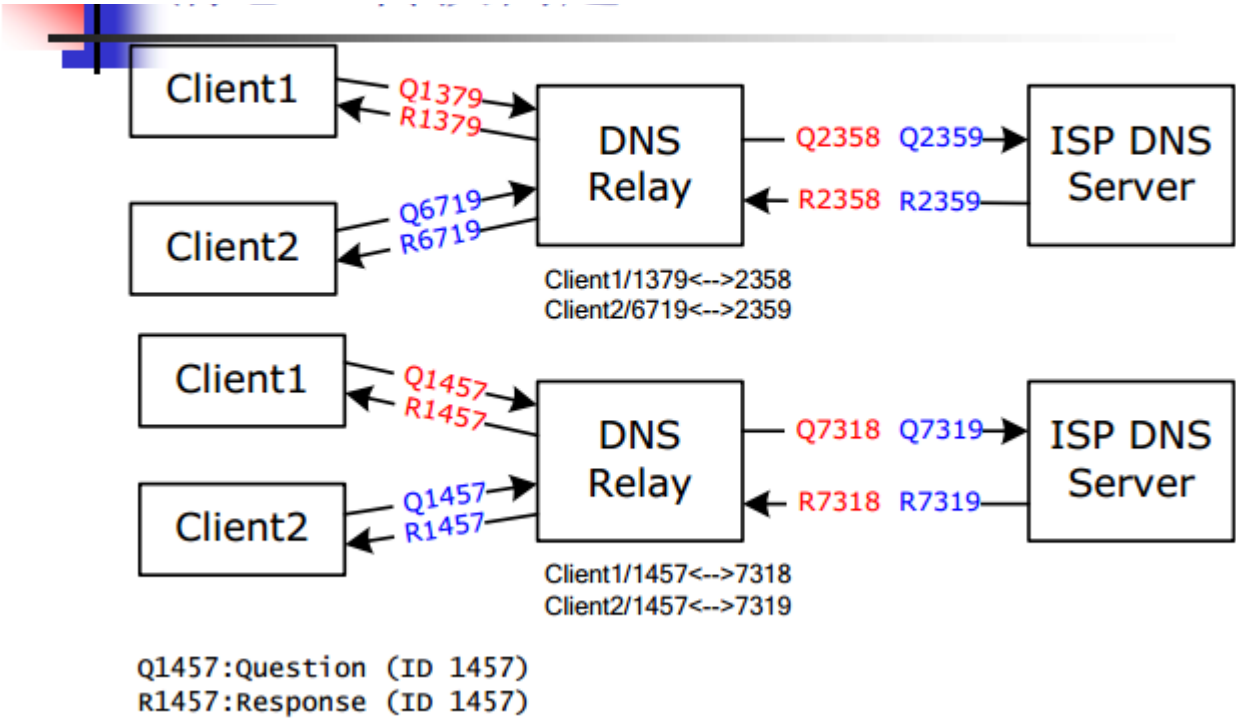 Client1
Q1379
R1379
DNS
Relay
Q2358 Q2359
R2358 R2359
ISP DNS
Server
Client2
Q6719
R6719
Client1/1379<-->2358
Client2/6719<-->2359
Client1
Q1457
R1457
DNS
Relay
Q7318 Q7319
R7318 R7319
ISP DNS
Server
Client2
Q1457
R1457
Client1/1457<-->7318
Client2/1457<-->7319
Q1457:Question (ID 1457)
R1457:Response (ID 1457)